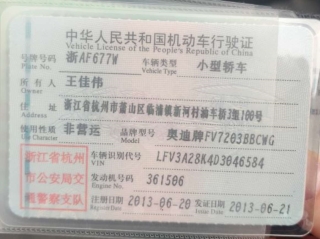 中华人民共和国机动车行驶证
Vehicle License of the People's Republic of China
号牌号码 浙AF677W 车辆类型 小型轿车
Plate No. Vehicle Type
所有人 王佳伟
Owner
住址 浙江省杭州市萧山区临浦镇新河村油车桥3组100号
Address
使用性质 非营运 品牌型号 奥迪牌FV7203BBCWG
Use Character Model
浙江省杭州 车辆识别代号 LFV3A28K4D3046584
VIN
市公安局交 发动机号码 361506
Engine No.
通警察支队 注册日期 2013-06-20 发证日期 2013-06-21
Register Date Issue Date